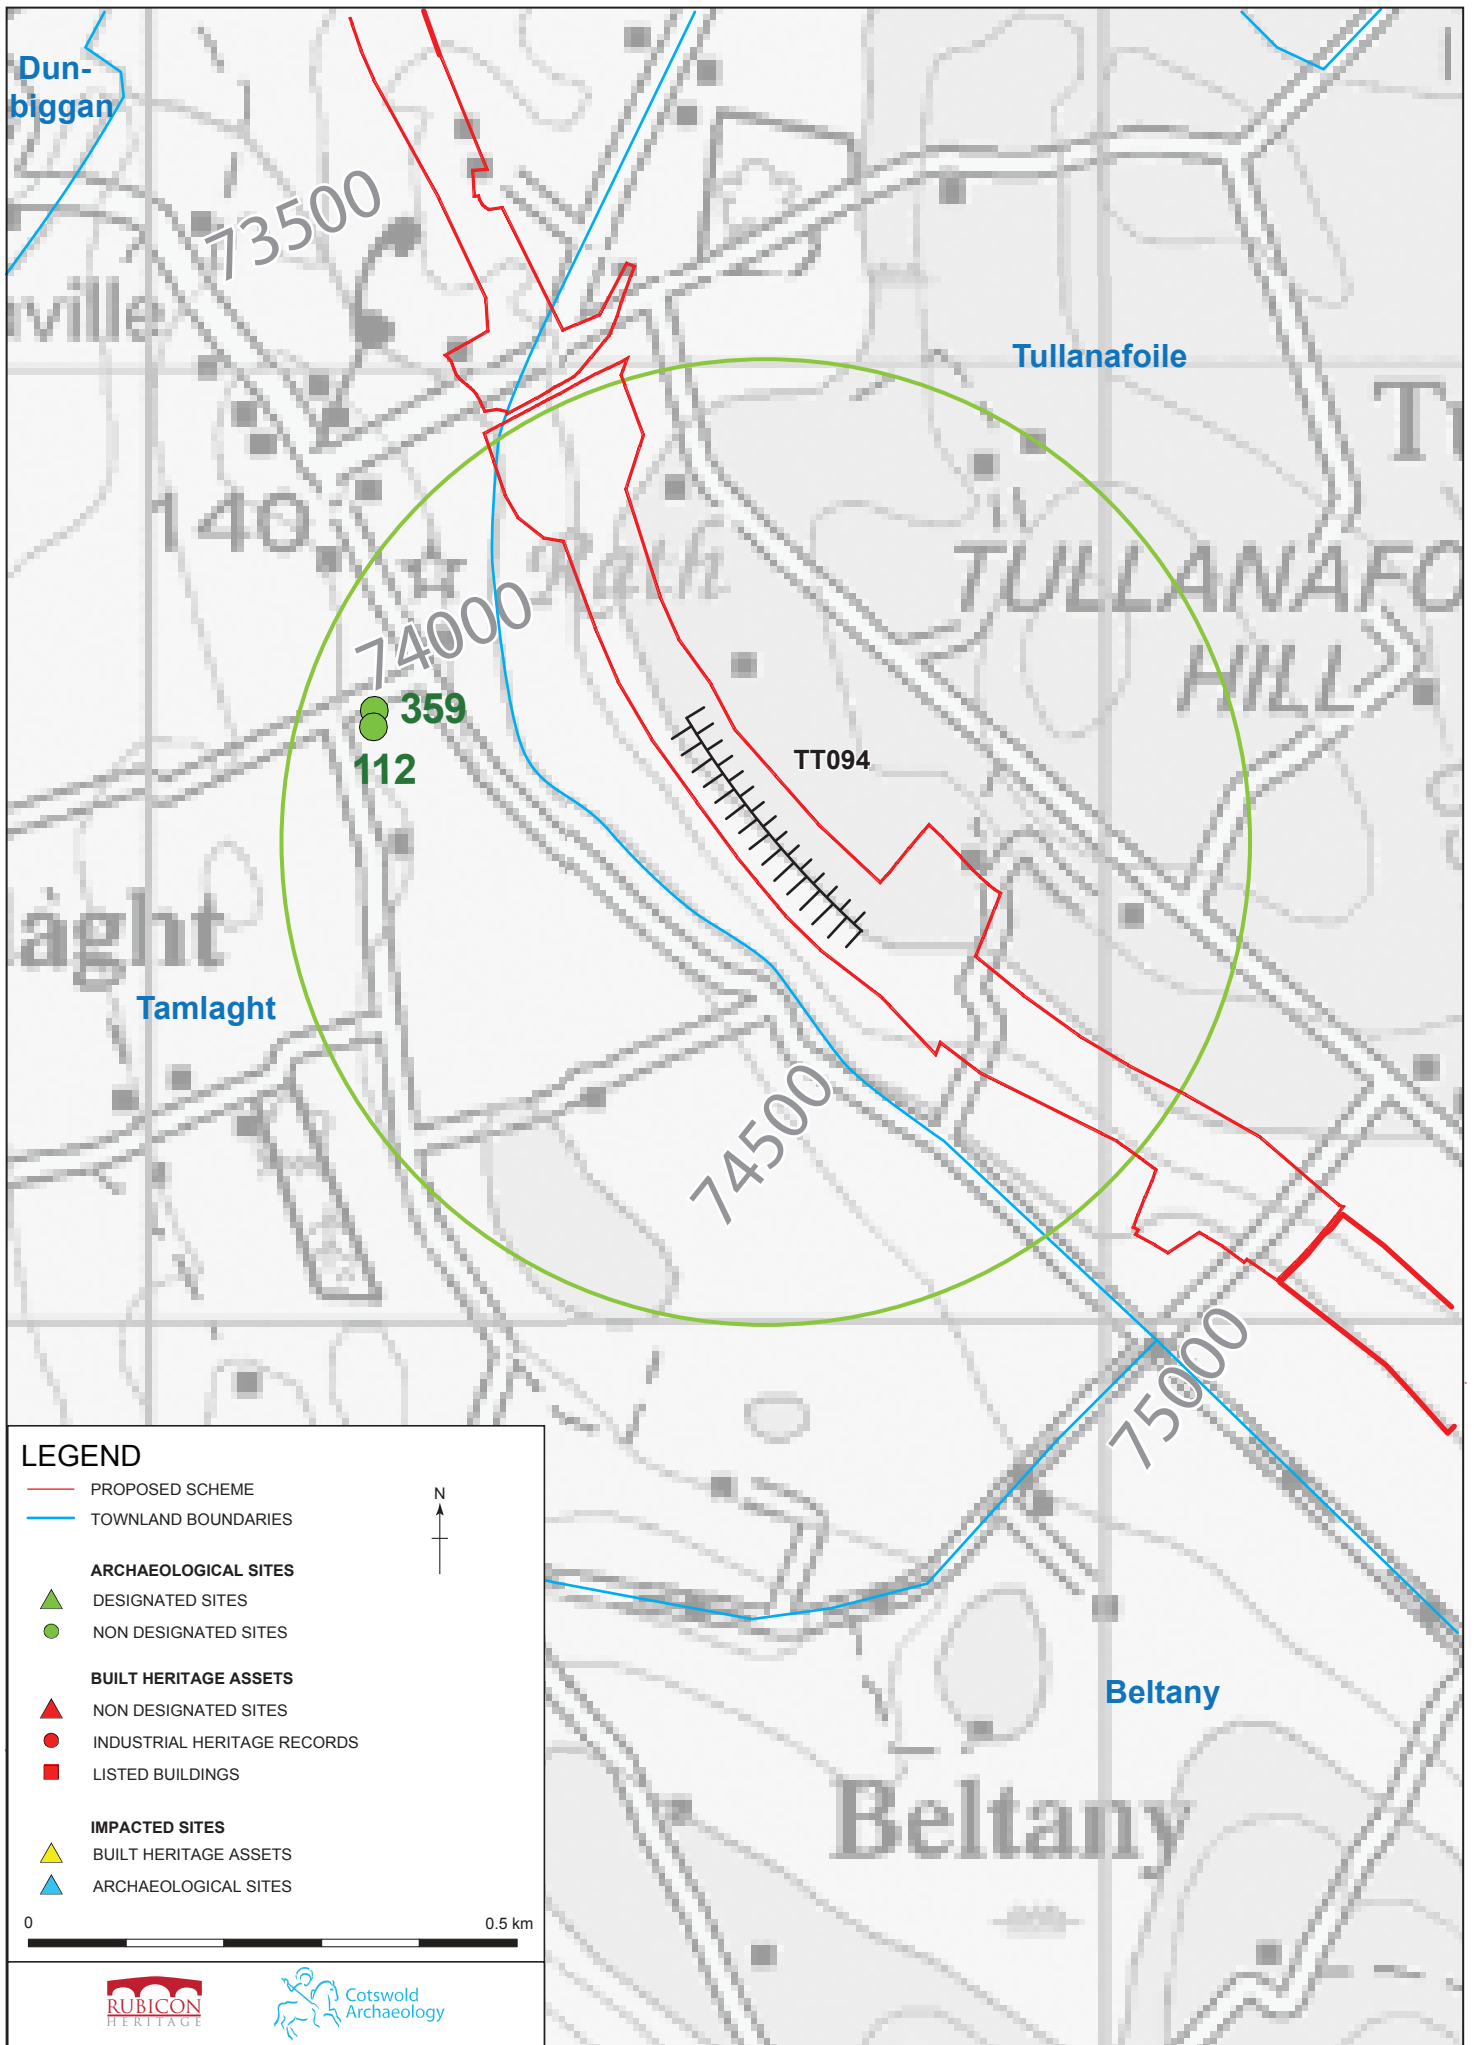 Dun-
biggan
73500
ville
Tullanafoile
140
Rath
TULLANAFO
HILL
74000
359
112
TT094
aght
Tamlaght
74500
75000
Beltany
Beltany
LEGEND
PROPOSED SCHEME
TOWNLAND BOUNDARIES
N
ARCHAEOLOGICAL SITES
DESIGNATED SITES
NON DESIGNATED SITES
BUILT HERITAGE ASSETS
NON DESIGNATED SITES
INDUSTRIAL HERITAGE RECORDS
LISTED BUILDINGS
IMPACTED SITES
BUILT HERITAGE ASSETS
ARCHAEOLOGICAL SITES
0 0.5 km
RUBICON
HERITAGE
Cotswold
Archaeology